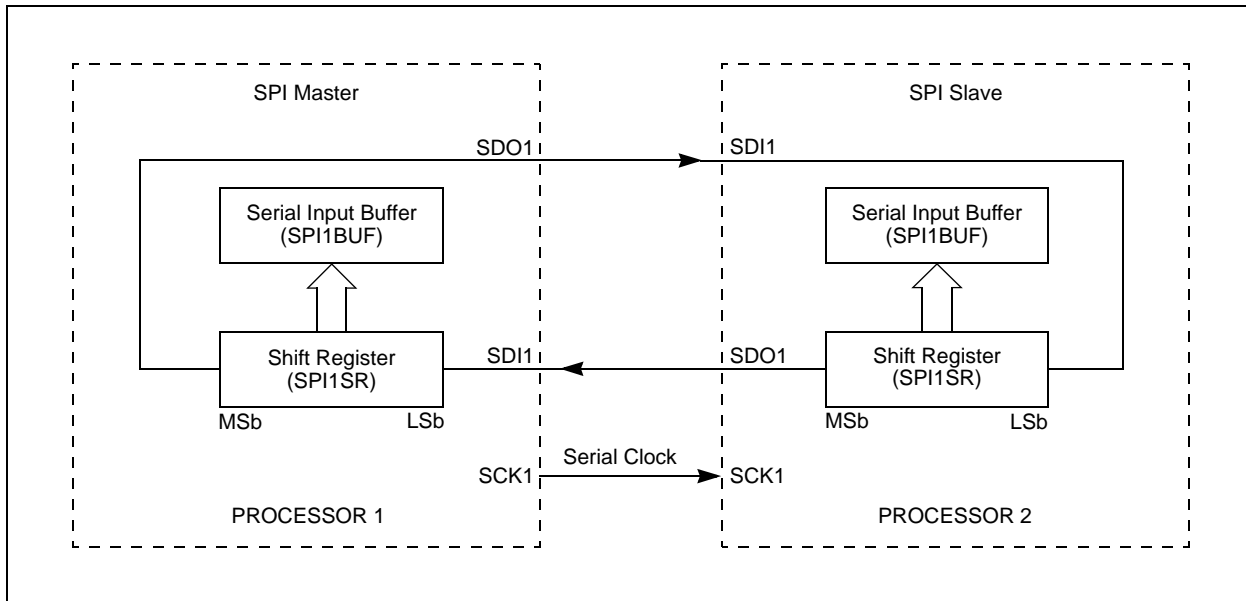 SPI Master
SPI Slave
SDO1
SDI1
Serial Input Buffer
(SPI1BUF)
Serial Input Buffer
(SPI1BUF)
Shift Register
(SPI1SR)
SDI1
SDO1
Shift Register
(SPI1SR)
MSb
LSb
MSb
LSb
Serial Clock
SCK1
SCK1
PROCESSOR 1
PROCESSOR 2